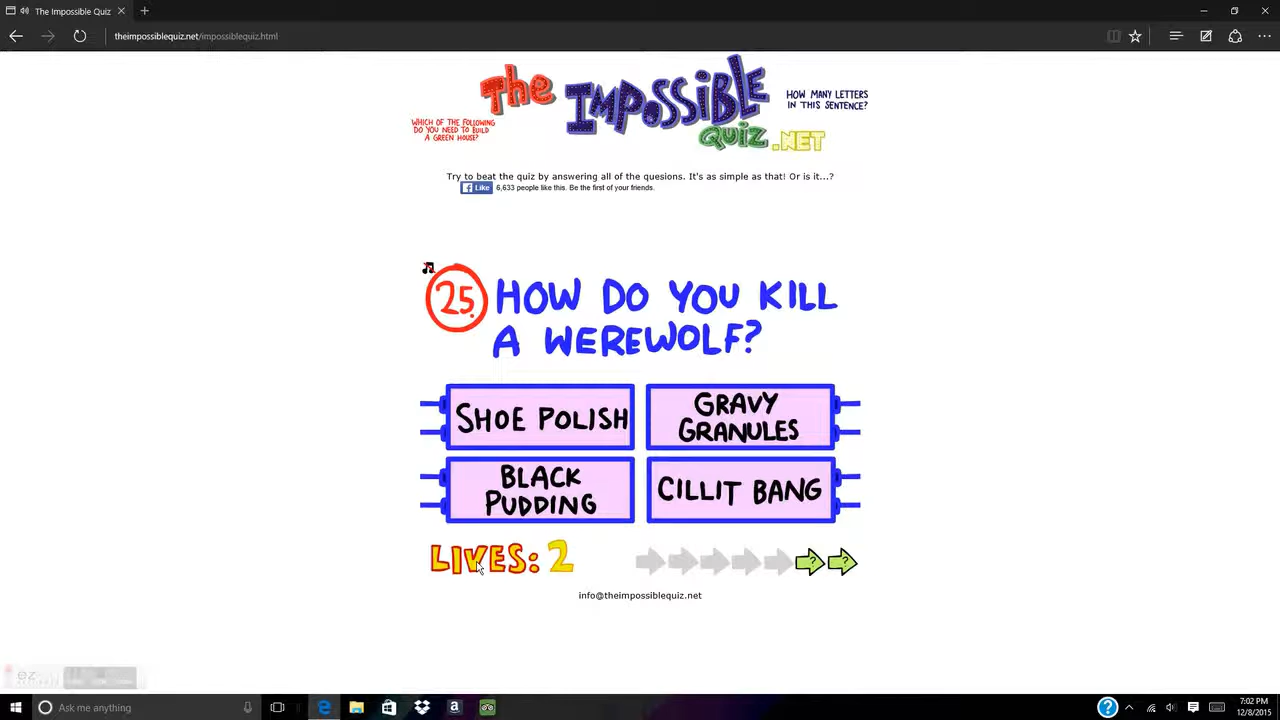 The Impossible Quiz
theimpossiblequiz.net/impossiblequiz.html
The IMPOSSIBLE QUIZ .NET
WHICH OF THE FOLLOWING
DO YOU NEED TO BUILD
A GREEN HOUSE?
HOW MANY LETTERS
IN THIS SENTENCE?
Try to beat the quiz by answering all of the quesions. It's as simple as that! Or is it...?
Like 6,633 people like this. Be the first of your friends.
25. HOW DO YOU KILL
A WEREWOLF?
SHOE POLISH
GRAVY
GRANULES
BLACK
PUDDING
CILLIT BANG
LIVES: 2
? ?
info@theimpossiblequiz.net
ez
Ask me anything
7:02 PM
12/8/2015